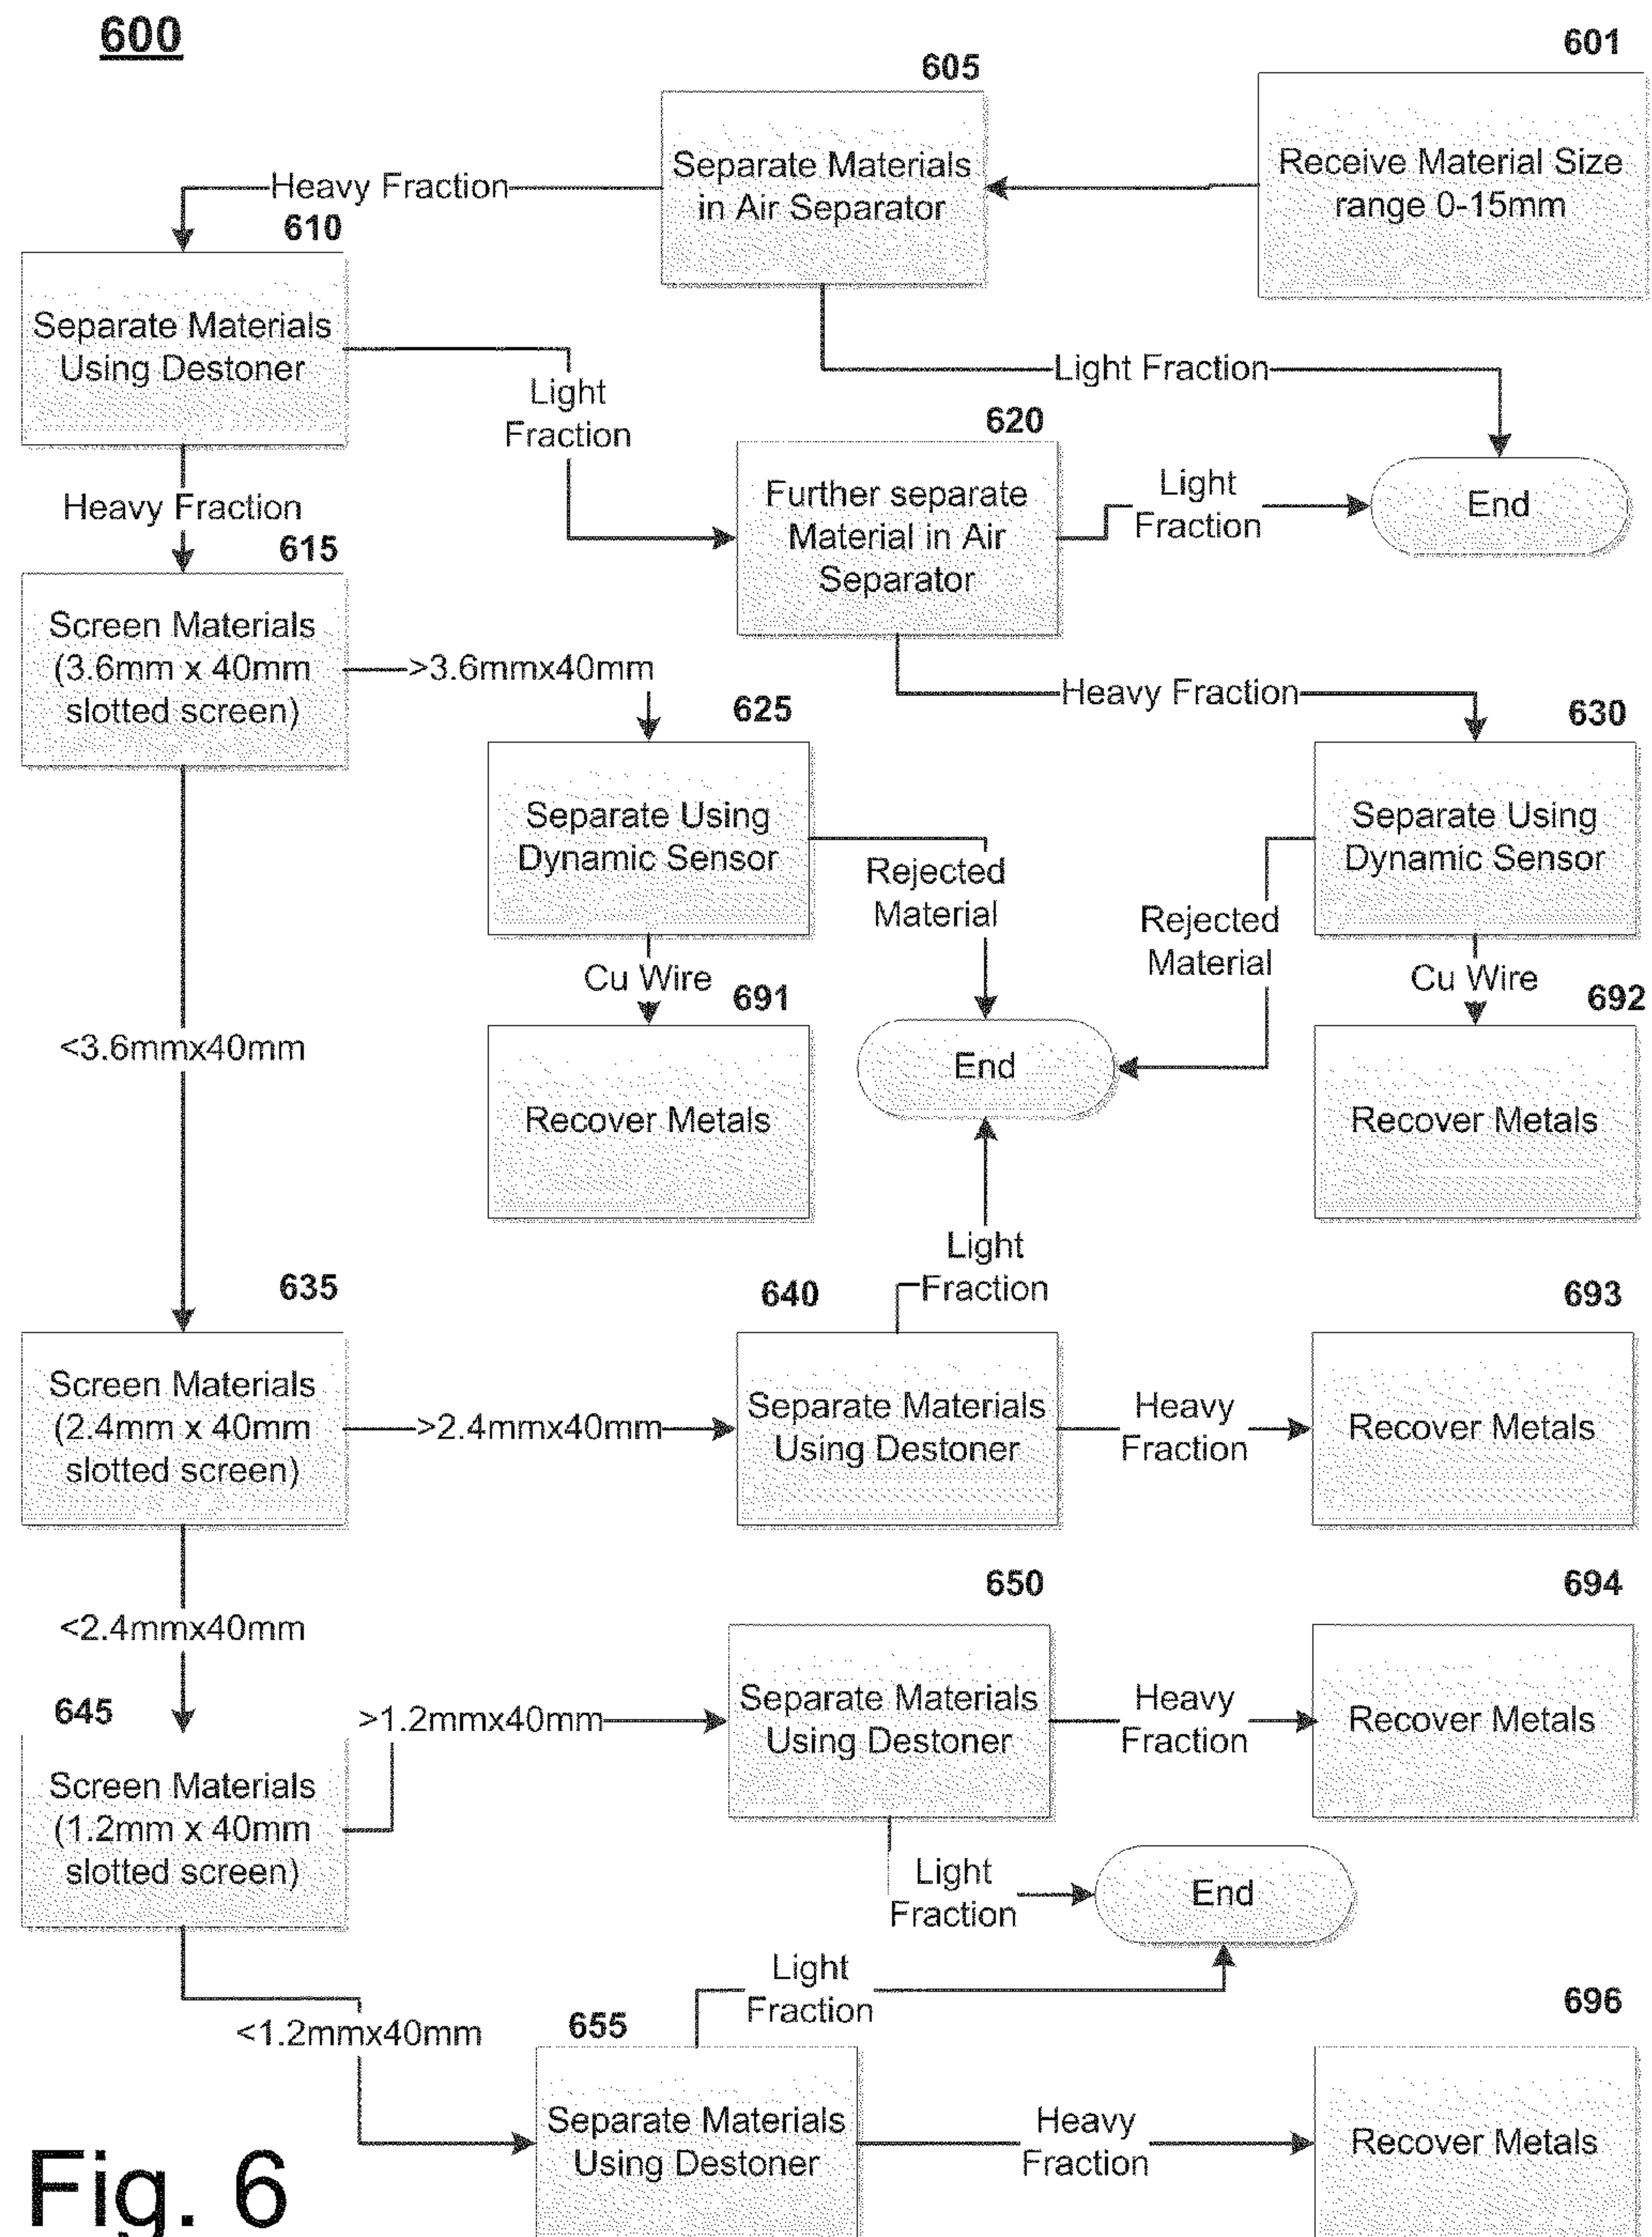 600
601
605
Receive Material Size
range 0-15mm
Separate Materials
in Air Separator
Heavy Fraction
610
Separate Materials
Using Destoner
Light Fraction
Light
Fraction
620
Further separate
Material in Air
Separator
Light
Fraction
End
Heavy Fraction
615
Screen Materials
(3.6mm x 40mm
slotted screen)
>3.6mmx40mm
Heavy Fraction
625
630
Separate Using
Dynamic Sensor
Rejected
Material
Separate Using
Dynamic Sensor
Rejected
Material
Cu Wire
691
Cu Wire
692
<3.6mmx40mm
Recover Metals
End
Recover Metals
Light
Fraction
635
640
693
Screen Materials
(2.4mm x 40mm
slotted screen)
>2.4mmx40mm
Separate Materials
Using Destoner
Heavy
Fraction
Recover Metals
<2.4mmx40mm
650
694
645
>1.2mmx40mm
Separate Materials
Using Destoner
Heavy
Fraction
Recover Metals
Screen Materials
(1.2mm x 40mm
slotted screen)
Light
Fraction
End
Light
Fraction
<1.2mmx40mm
655
696
Separate Materials
Using Destoner
Heavy
Fraction
Recover Metals
Fig. 6